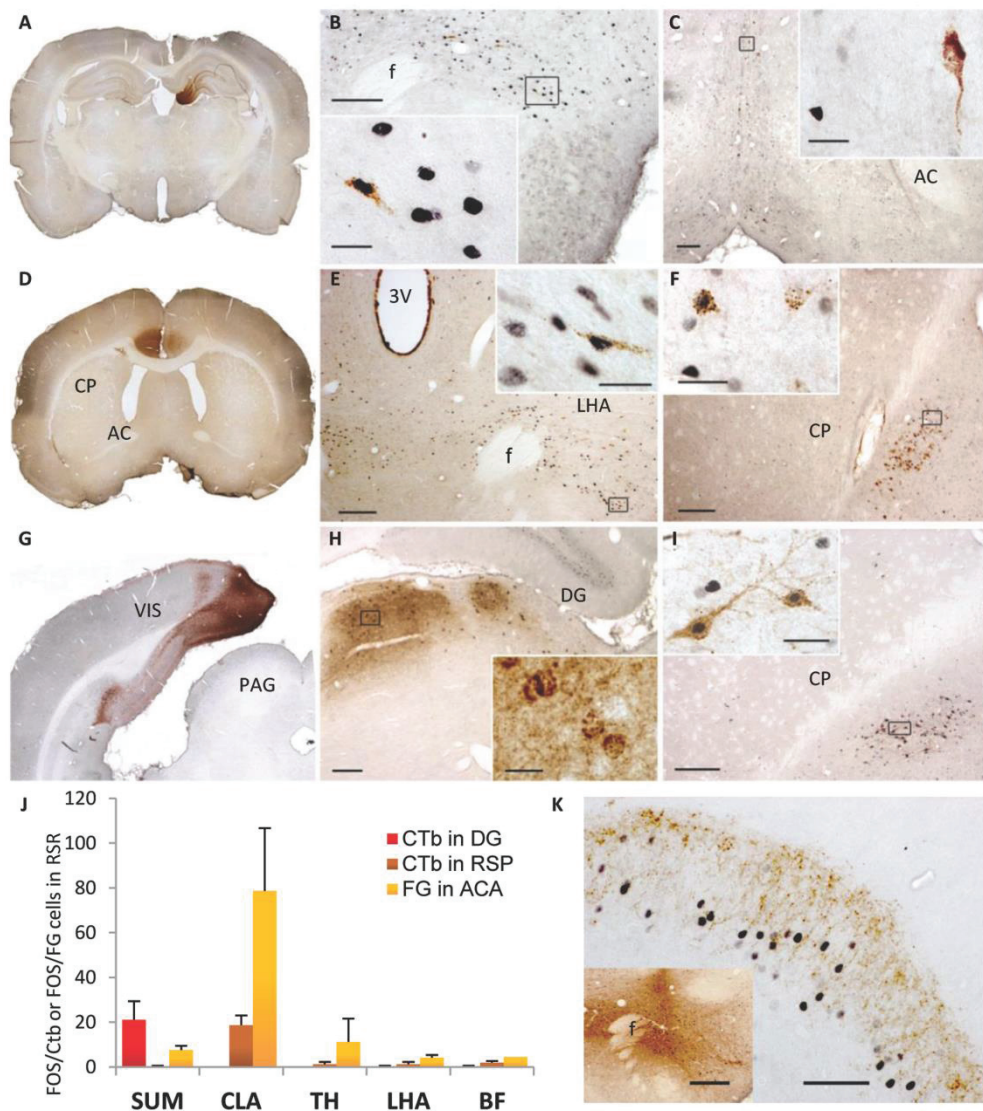 A
B
f
C
AC
D
CP
AC
E
3V
LHA
f
F
CP
G
VIS
PAG
H
DG
I
CP
J
FOS/Ctb or FOS/FG cells in RSR
120
100
80
60
40
20
0
CTb in DG
CTb in RSP
FG in ACA
SUM CLA TH LHA BF
K
f